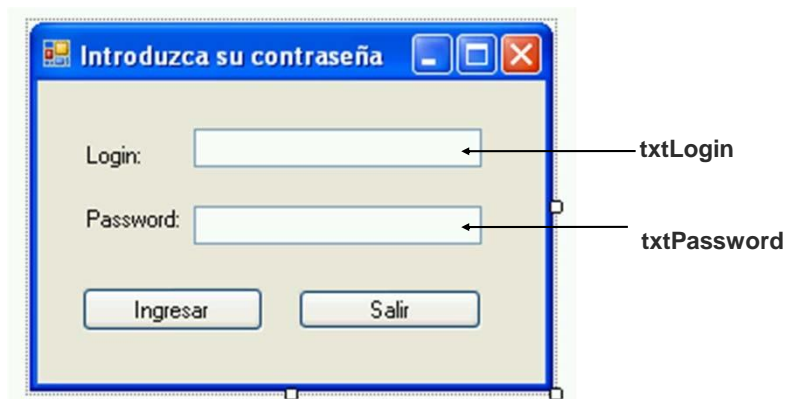 Introduzca su contraseña
Login:
txtLogin
Password:
txtPassword
Ingresar
Salir